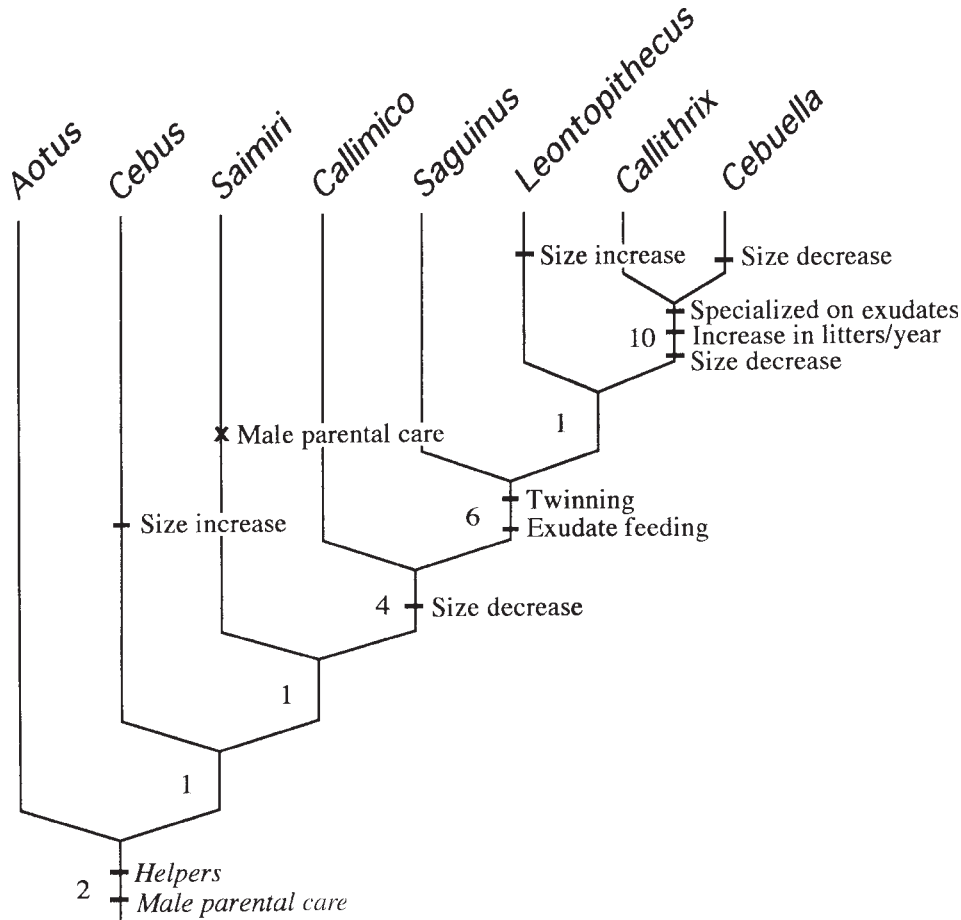 Aotus
Cebus
Saimiri
Callimico
Saguinus
Leontopithecus
Callithrix
Cebuella
Size increase
Size decrease
Specialized on exudates
10
Increase in litters/year
Size decrease
1
Male parental care
Twinning
6
Size increase
Exudate feeding
4
Size decrease
1
1
Helpers
2
Male parental care